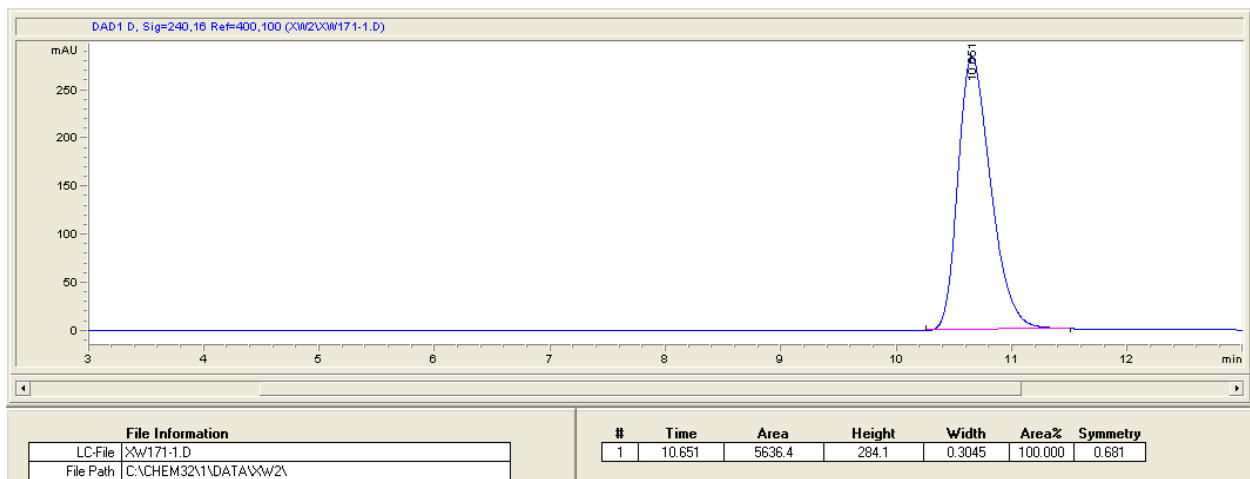 DAD1 D, Sig=240,16 Ref=400,100 (XW2\XW171-1.D)
mAU
250
200
150
100
50
0
10.651
3 4 5 6 7 8 9 10 11 12 min
File Information
LC-File XW171-1.D
File Path C:\CHEM32\1\DATA\XW2\
# Time Area Height Width Area% Symmetry
1 10.651 5636.4 284.1 0.3045 100.000 0.681